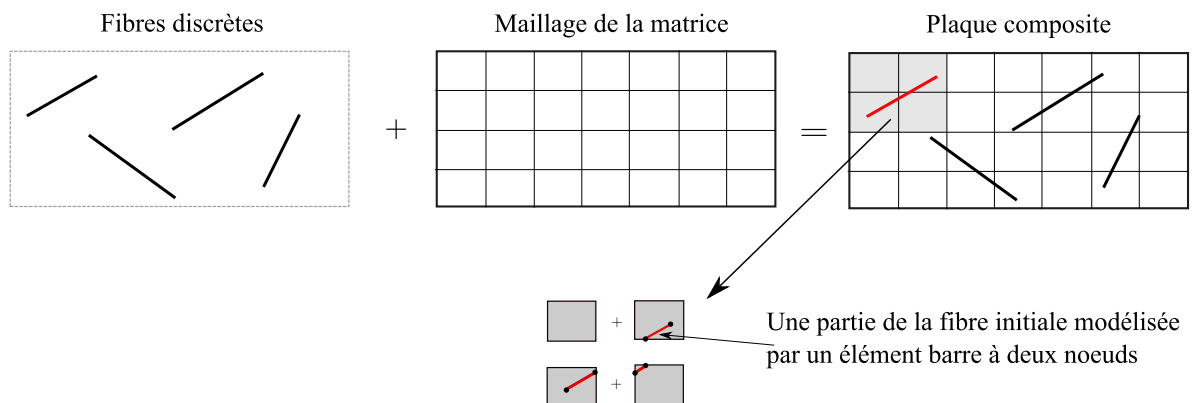 Fibres discrètes
+
Maillage de la matrice
=
Plaque composite
+
Une partie de la fibre initiale modélisée
par un élément barre à deux noeuds
+